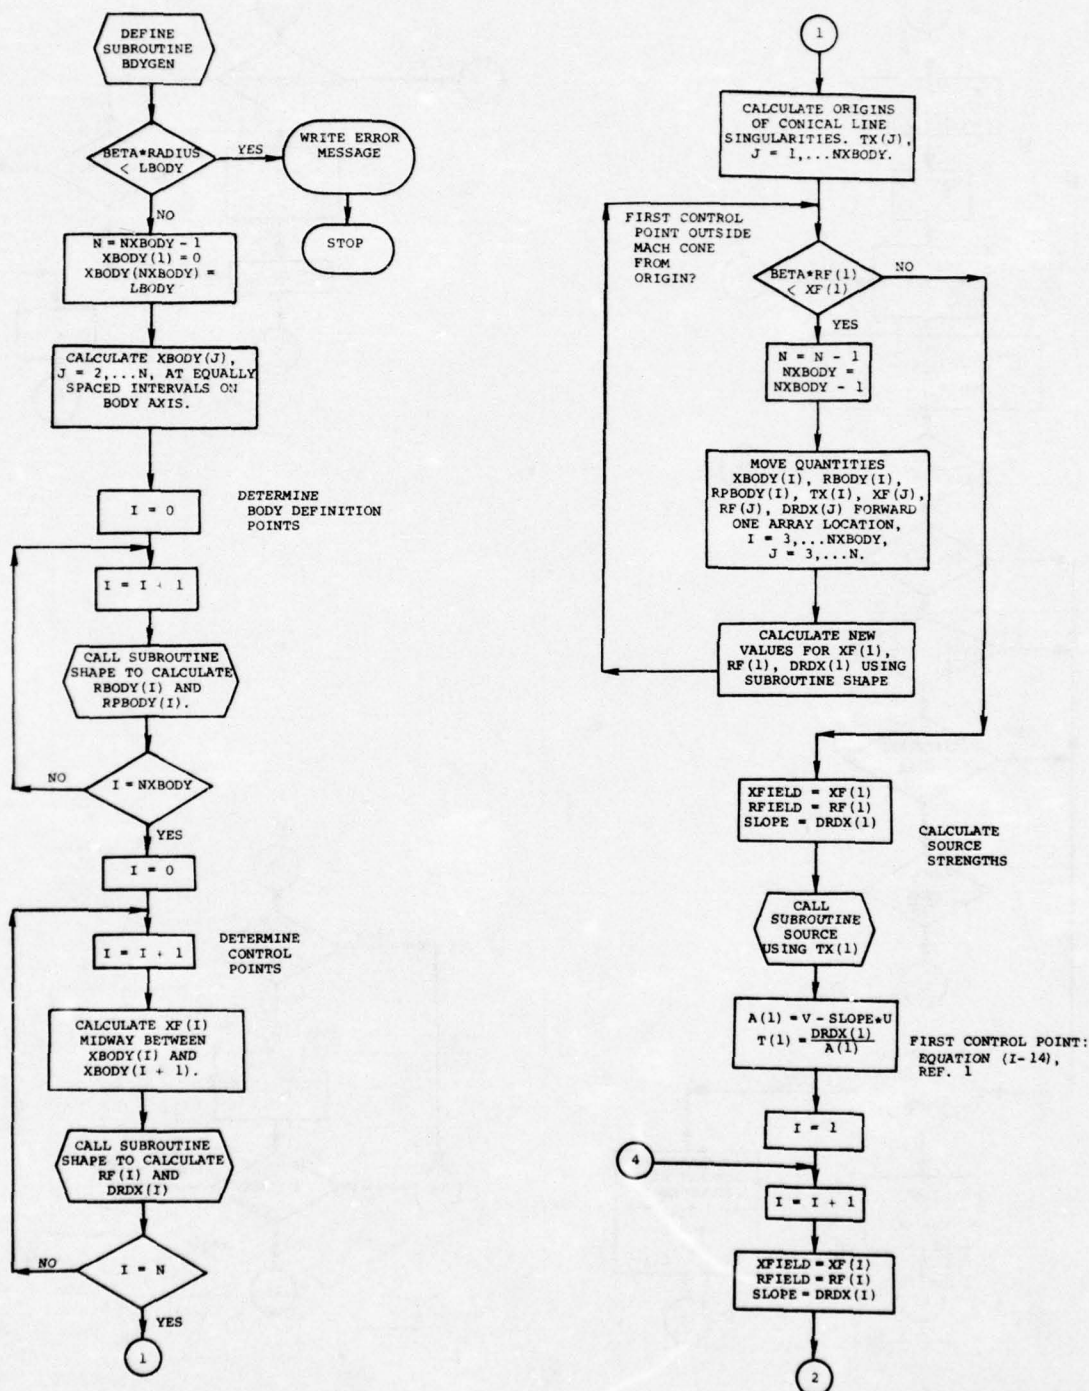 DEFINE
SUBROUTINE
BDYGEN
BETA*RADIUS
< LBODY
YES
WRITE ERROR
MESSAGE
STOP
NO
N = NXBODY - 1
XBODY(1) = 0
XBODY(NXBODY) =
LBODY
CALCULATE XBODY(J),
J = 2,...N, AT EQUALLY
SPACED INTERVALS ON
BODY AXIS.
I = 0
DETERMINE
BODY DEFINITION
POINTS
I = I + 1
CALL SUBROUTINE
SHAPE TO CALCULATE
RBODY(I) AND
RPBODY(I).
NO
I = NXBODY
YES
I = 0
I = I + 1
DETERMINE
CONTROL
POINTS
CALCULATE XF(I)
MIDWAY BETWEEN
XBODY(I) AND
XBODY(I + 1).
CALL SUBROUTINE
SHAPE TO CALCULATE
RF(I) AND
DRDX(I)
NO
I = N
YES
1
1
CALCULATE ORIGINS
OF CONICAL LINE
SINGULARITIES. TX(J),
J = 1,...NXBODY.
FIRST CONTROL
POINT OUTSIDE
MACH CONE
FROM
ORIGIN?
BETA*RF(1)
< XF(1)
NO
YES
N = N - 1
NXBODY =
NXBODY - 1
MOVE QUANTITIES
XBODY(I), RBODY(I),
RPBODY(I), TX(I), XF(J),
RF(J), DRDX(J) FORWARD
ONE ARRAY LOCATION,
I = 3,...NXBODY,
J = 3,...N.
CALCULATE NEW
VALUES FOR XF(1),
RF(1), DRDX(1) USING
SUBROUTINE SHAPE
XFIELD = XF(1)
RFIELD = RF(1)
SLOPE = DRDX(1)
CALCULATE
SOURCE
STRENGTHS
CALL
SUBROUTINE
SOURCE
USING TX(1)
A(1) = V - SLOPE*U
T(1) = DRDX(1)
A(1)
FIRST CONTROL POINT:
EQUATION (I-14),
REF. 1
I = 1
4
I = I + 1
XFIELD = XF(I)
RFIELD = RF(I)
SLOPE = DRDX(I)
2